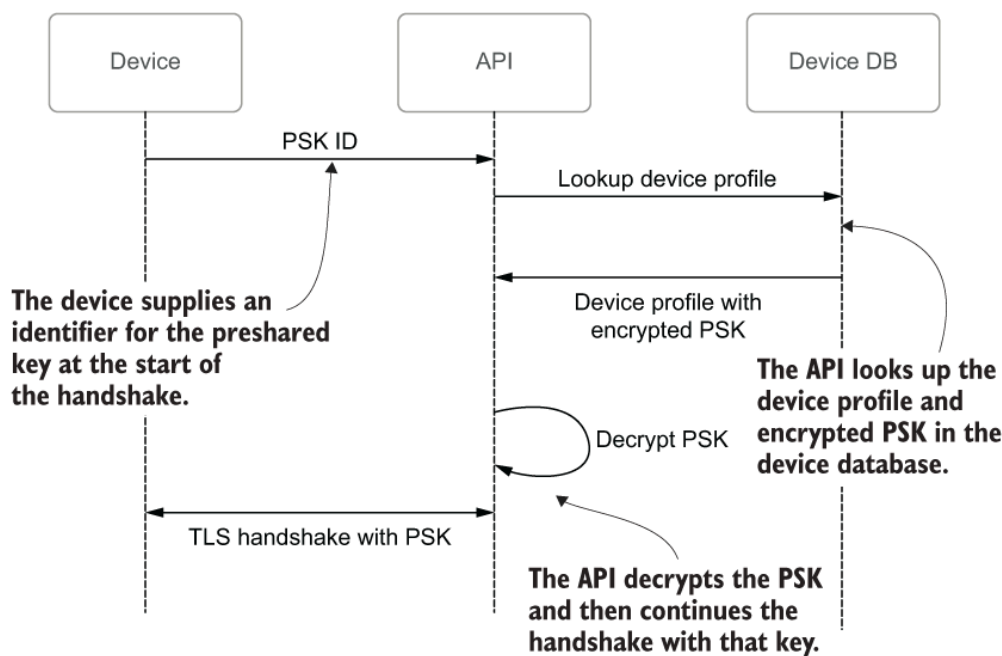 Device
API
Device DB
PSK ID
Lookup device profile
The device supplies an
identifier for the preshared
key at the start of
the handshake.
Device profile with
encrypted PSK
The API looks up the
device profile and
encrypted PSK in the
device database.
Decrypt PSK
TLS handshake with PSK
The API decrypts the PSK
and then continues the
handshake with that key.